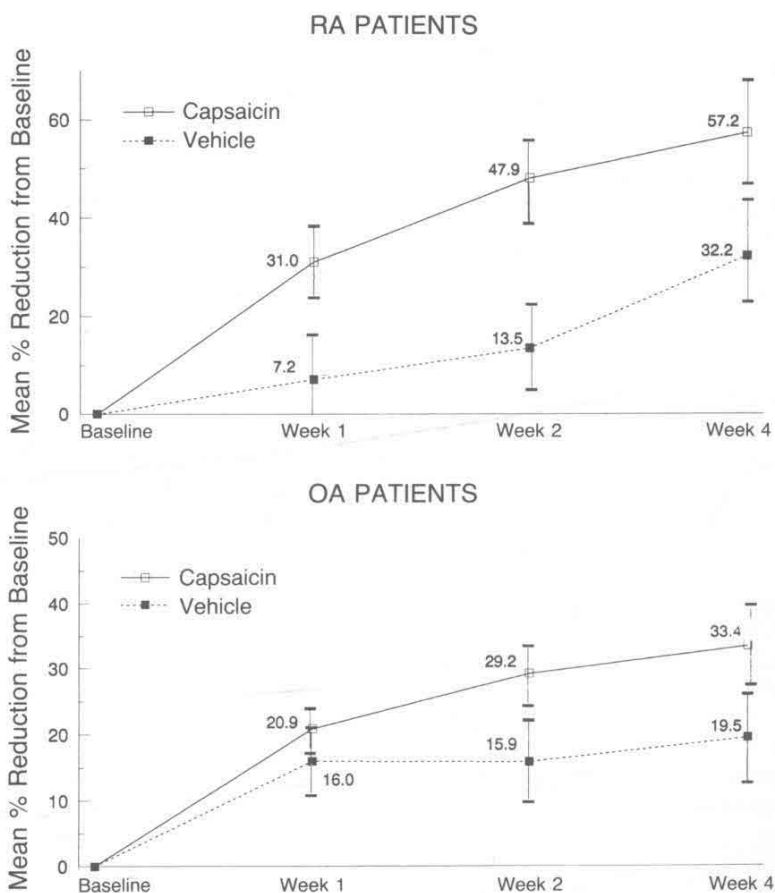 RA PATIENTS
Mean % Reduction from Baseline
60
40
20
0
Capsaicin
Vehicle
31.0
47.9
57.2
7.2
13.5
32.2
Baseline Week 1 Week 2 Week 4
OA PATIENTS
Mean % Reduction from Baseline
50
40
30
20
10
0
Capsaicin
Vehicle
20.9
29.2
33.4
16.0
15.9
19.5
Baseline Week 1 Week 2 Week 4